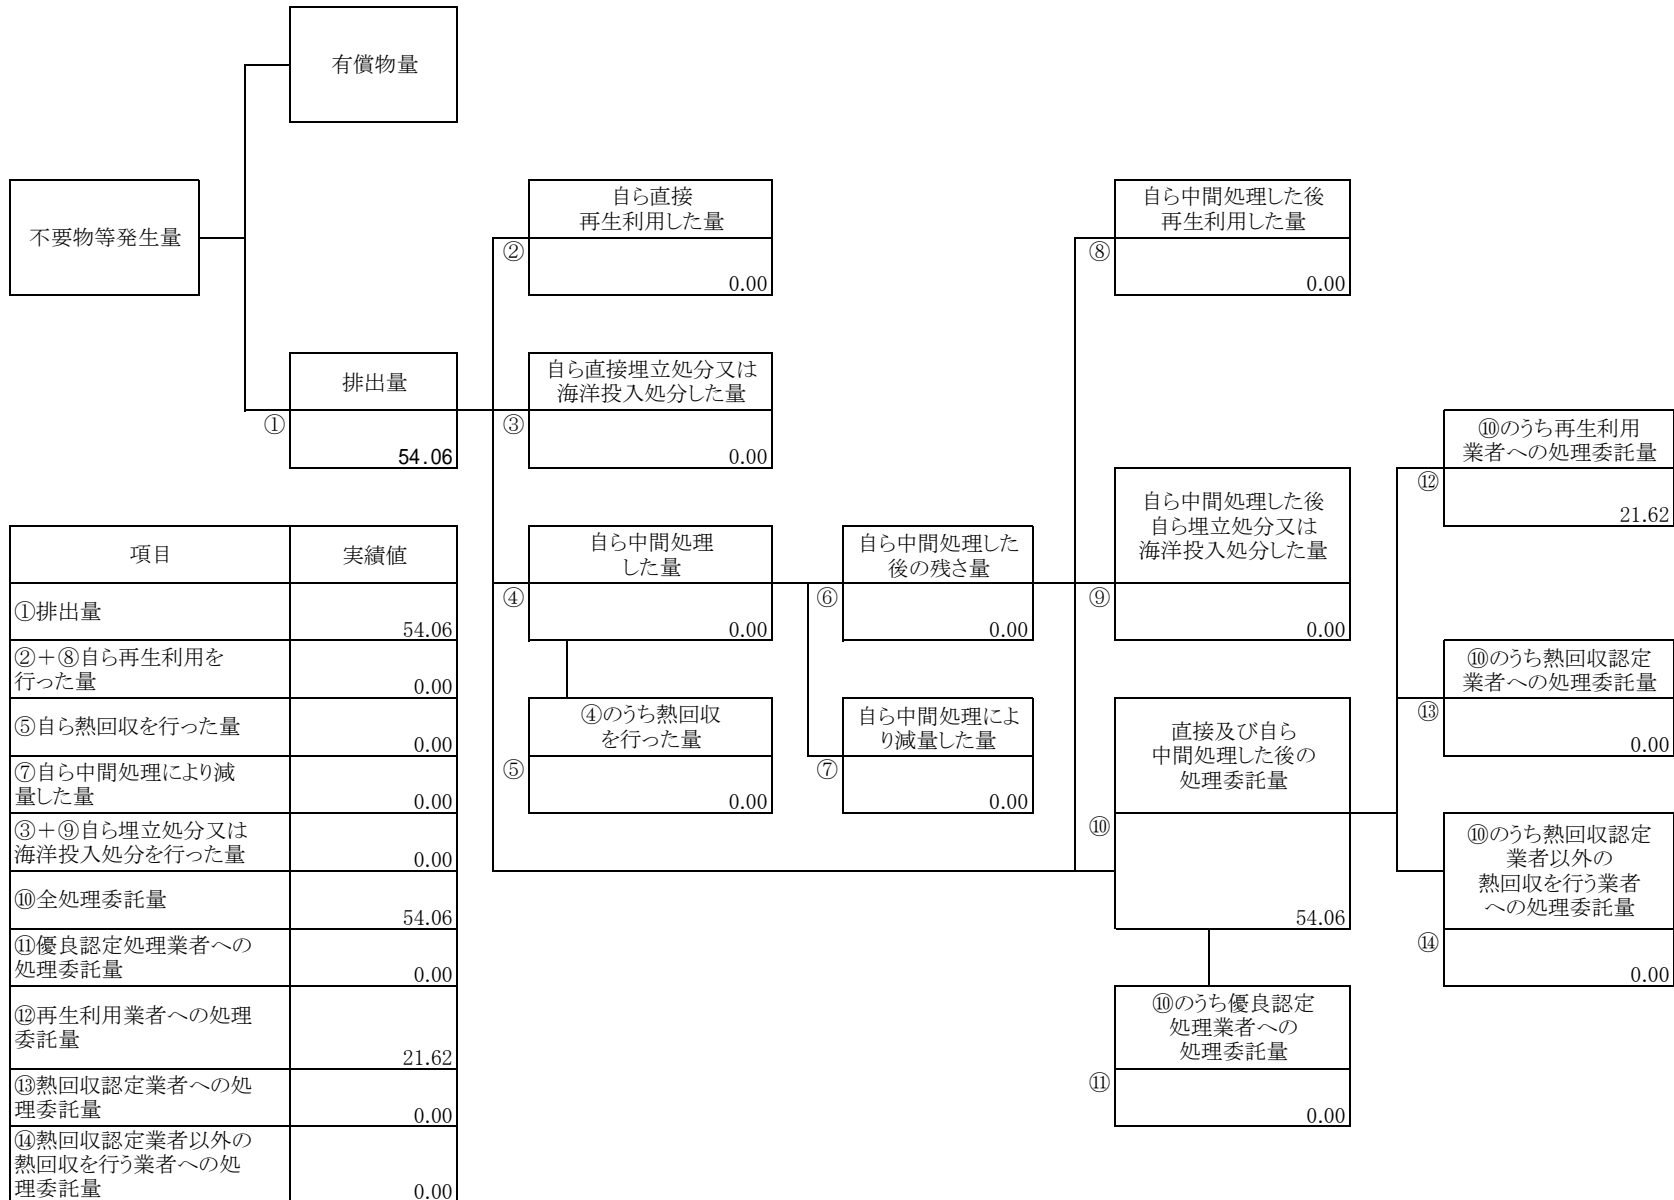 有償物量
不要物等発生量
自ら直接
再生利用した量
②
0.00
自ら中間処理した後
再生利用した量
⑧
0.00
排出量
①
54.06
自ら直接埋立処分又は
海洋投入処分した量
③
0.00
⑩のうち再生利用
業者への処理委託量
⑫
21.62
自ら中間処理した後
自ら埋立処分又は
海洋投入処分した量
⑨
0.00
自ら中間処理
した量
④
0.00
自ら中間処理した
後の残さ量
⑥
0.00
⑩のうち熱回収認定
業者への処理委託量
⑬
0.00
④のうち熱回収
を行った量
⑤
0.00
自ら中間処理によ
り減量した量
⑦
0.00
直接及び自ら
中間処理した後の
処理委託量
⑩
54.06
⑩のうち熱回収認定
業者以外の
熱回収を行う業者
への処理委託量
⑭
0.00
⑩のうち優良認定
処理業者への
処理委託量
⑪
0.00
項目 実績値
①排出量
54.06
②+⑧自ら再生利用を
行った量
0.00
⑤自ら熱回収を行った量
0.00
⑦自ら中間処理により減
量した量
0.00
③+⑨自ら埋立処分又は
海洋投入処分を行った量
0.00
⑩全処理委託量
54.06
⑪優良認定処理業者への
処理委託量
0.00
⑫再生利用業者への処理
委託量
21.62
⑬熱回収認定業者への処
理委託量
0.00
⑭熱回収認定業者以外の
熱回収を行う業者への処
理委託量
0.00